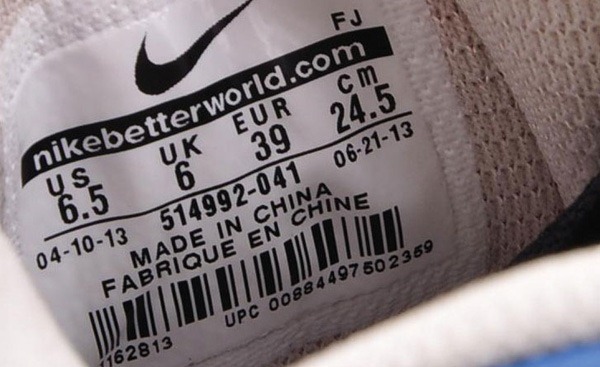 FJ
nikebetterworld.com
US UK EUR cm
6.5 6 39 24.5
04-10-13 514992-041 06-21-13
MADE IN CHINA
FABRIQUE EN CHINE
UPC 00884497502359
162813